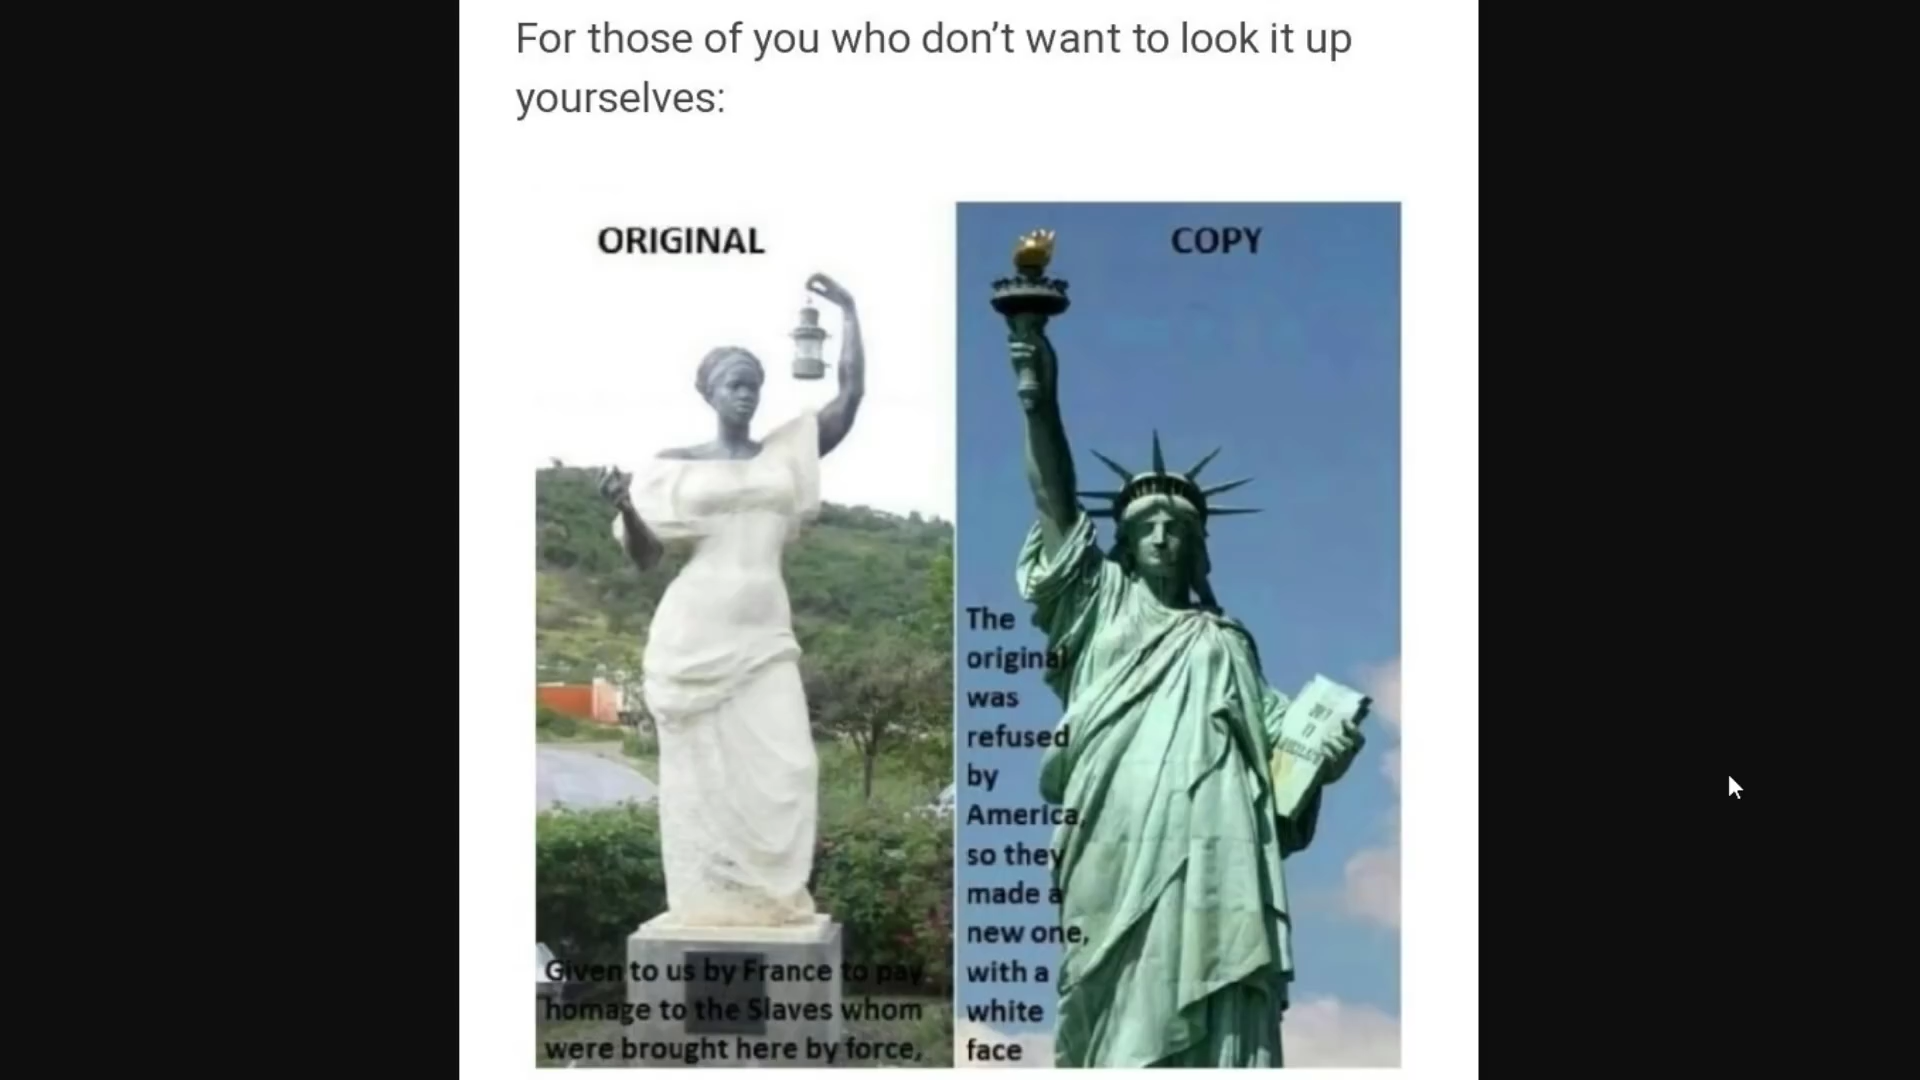 For those of you who don’t want to look it up
yourselves:
ORIGINAL
COPY
Given to us by France to pay
homage to the Slaves whom
were brought here by force,
The
original
was
refused
by
America,
so they
made a
new one,
with a
white
face